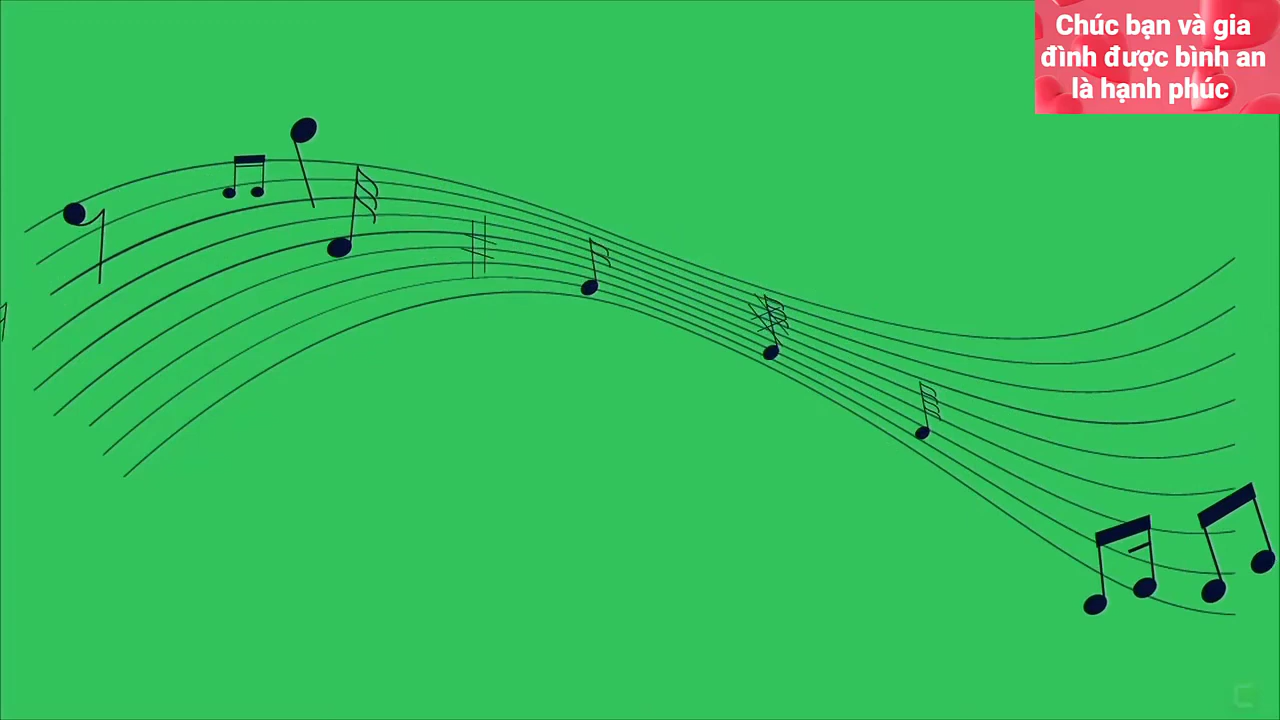 Chúc bạn và gia
đình được bình an
là hạnh phúc